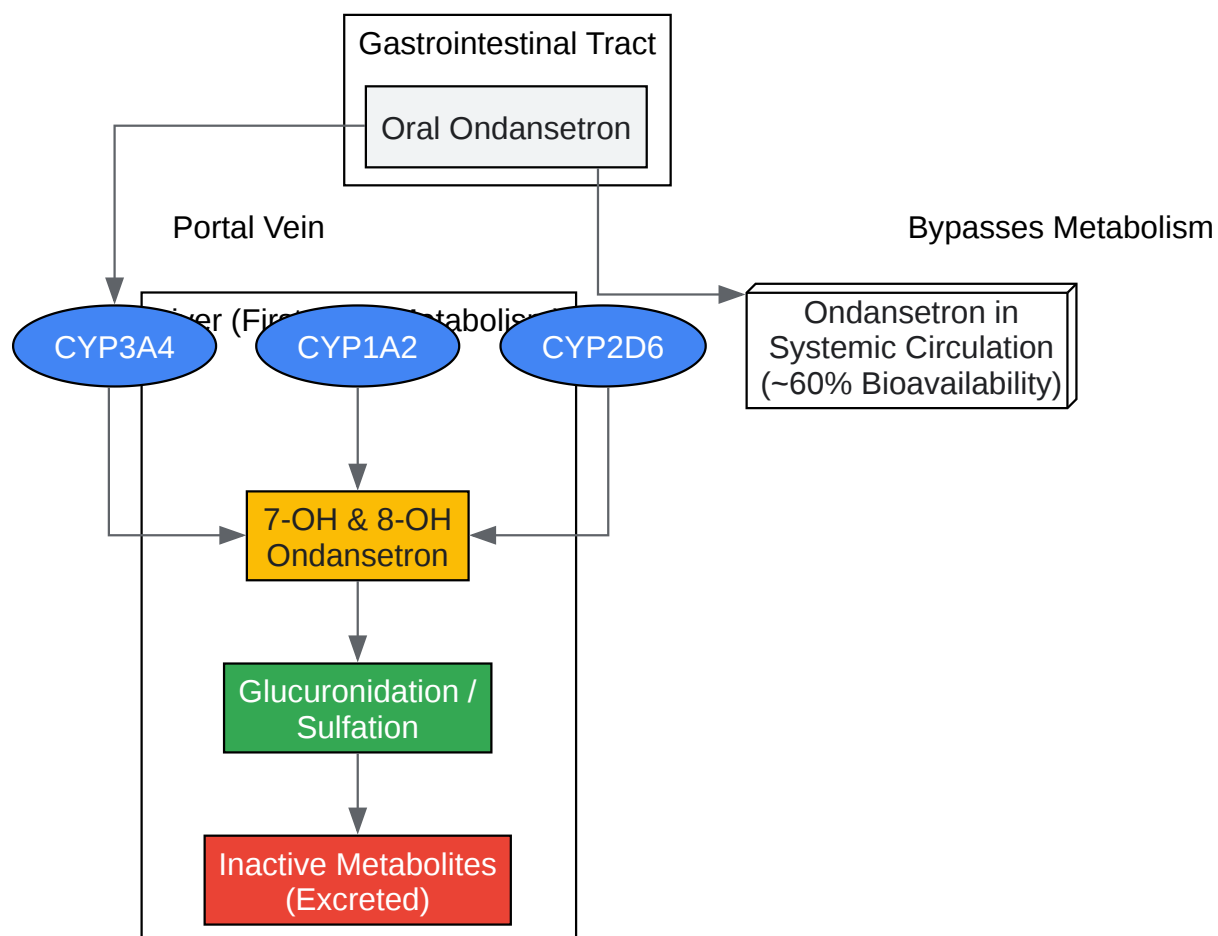 Gastrointestinal Tract
Oral Ondansetron
Portal Vein
Bypasses Metabolism
(First
CYP3A4
CYP1A2
CYP2D6
Ondansetron in
Systemic Circulation
(~60% Bioavailability)
7-OH & 8-OH
Ondansetron
Glucuronidation /
Sulfation
Inactive Metabolites
(Excreted)